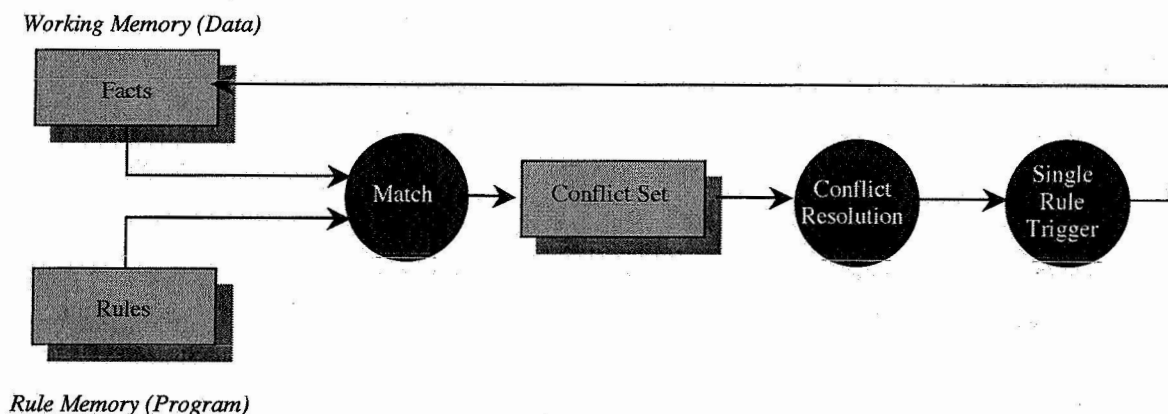 Working Memory (Data)
Facts
Match
Conflict Set
Conflict
Resolution
Single
Rule
Trigger
Rules
Rule Memory (Program)